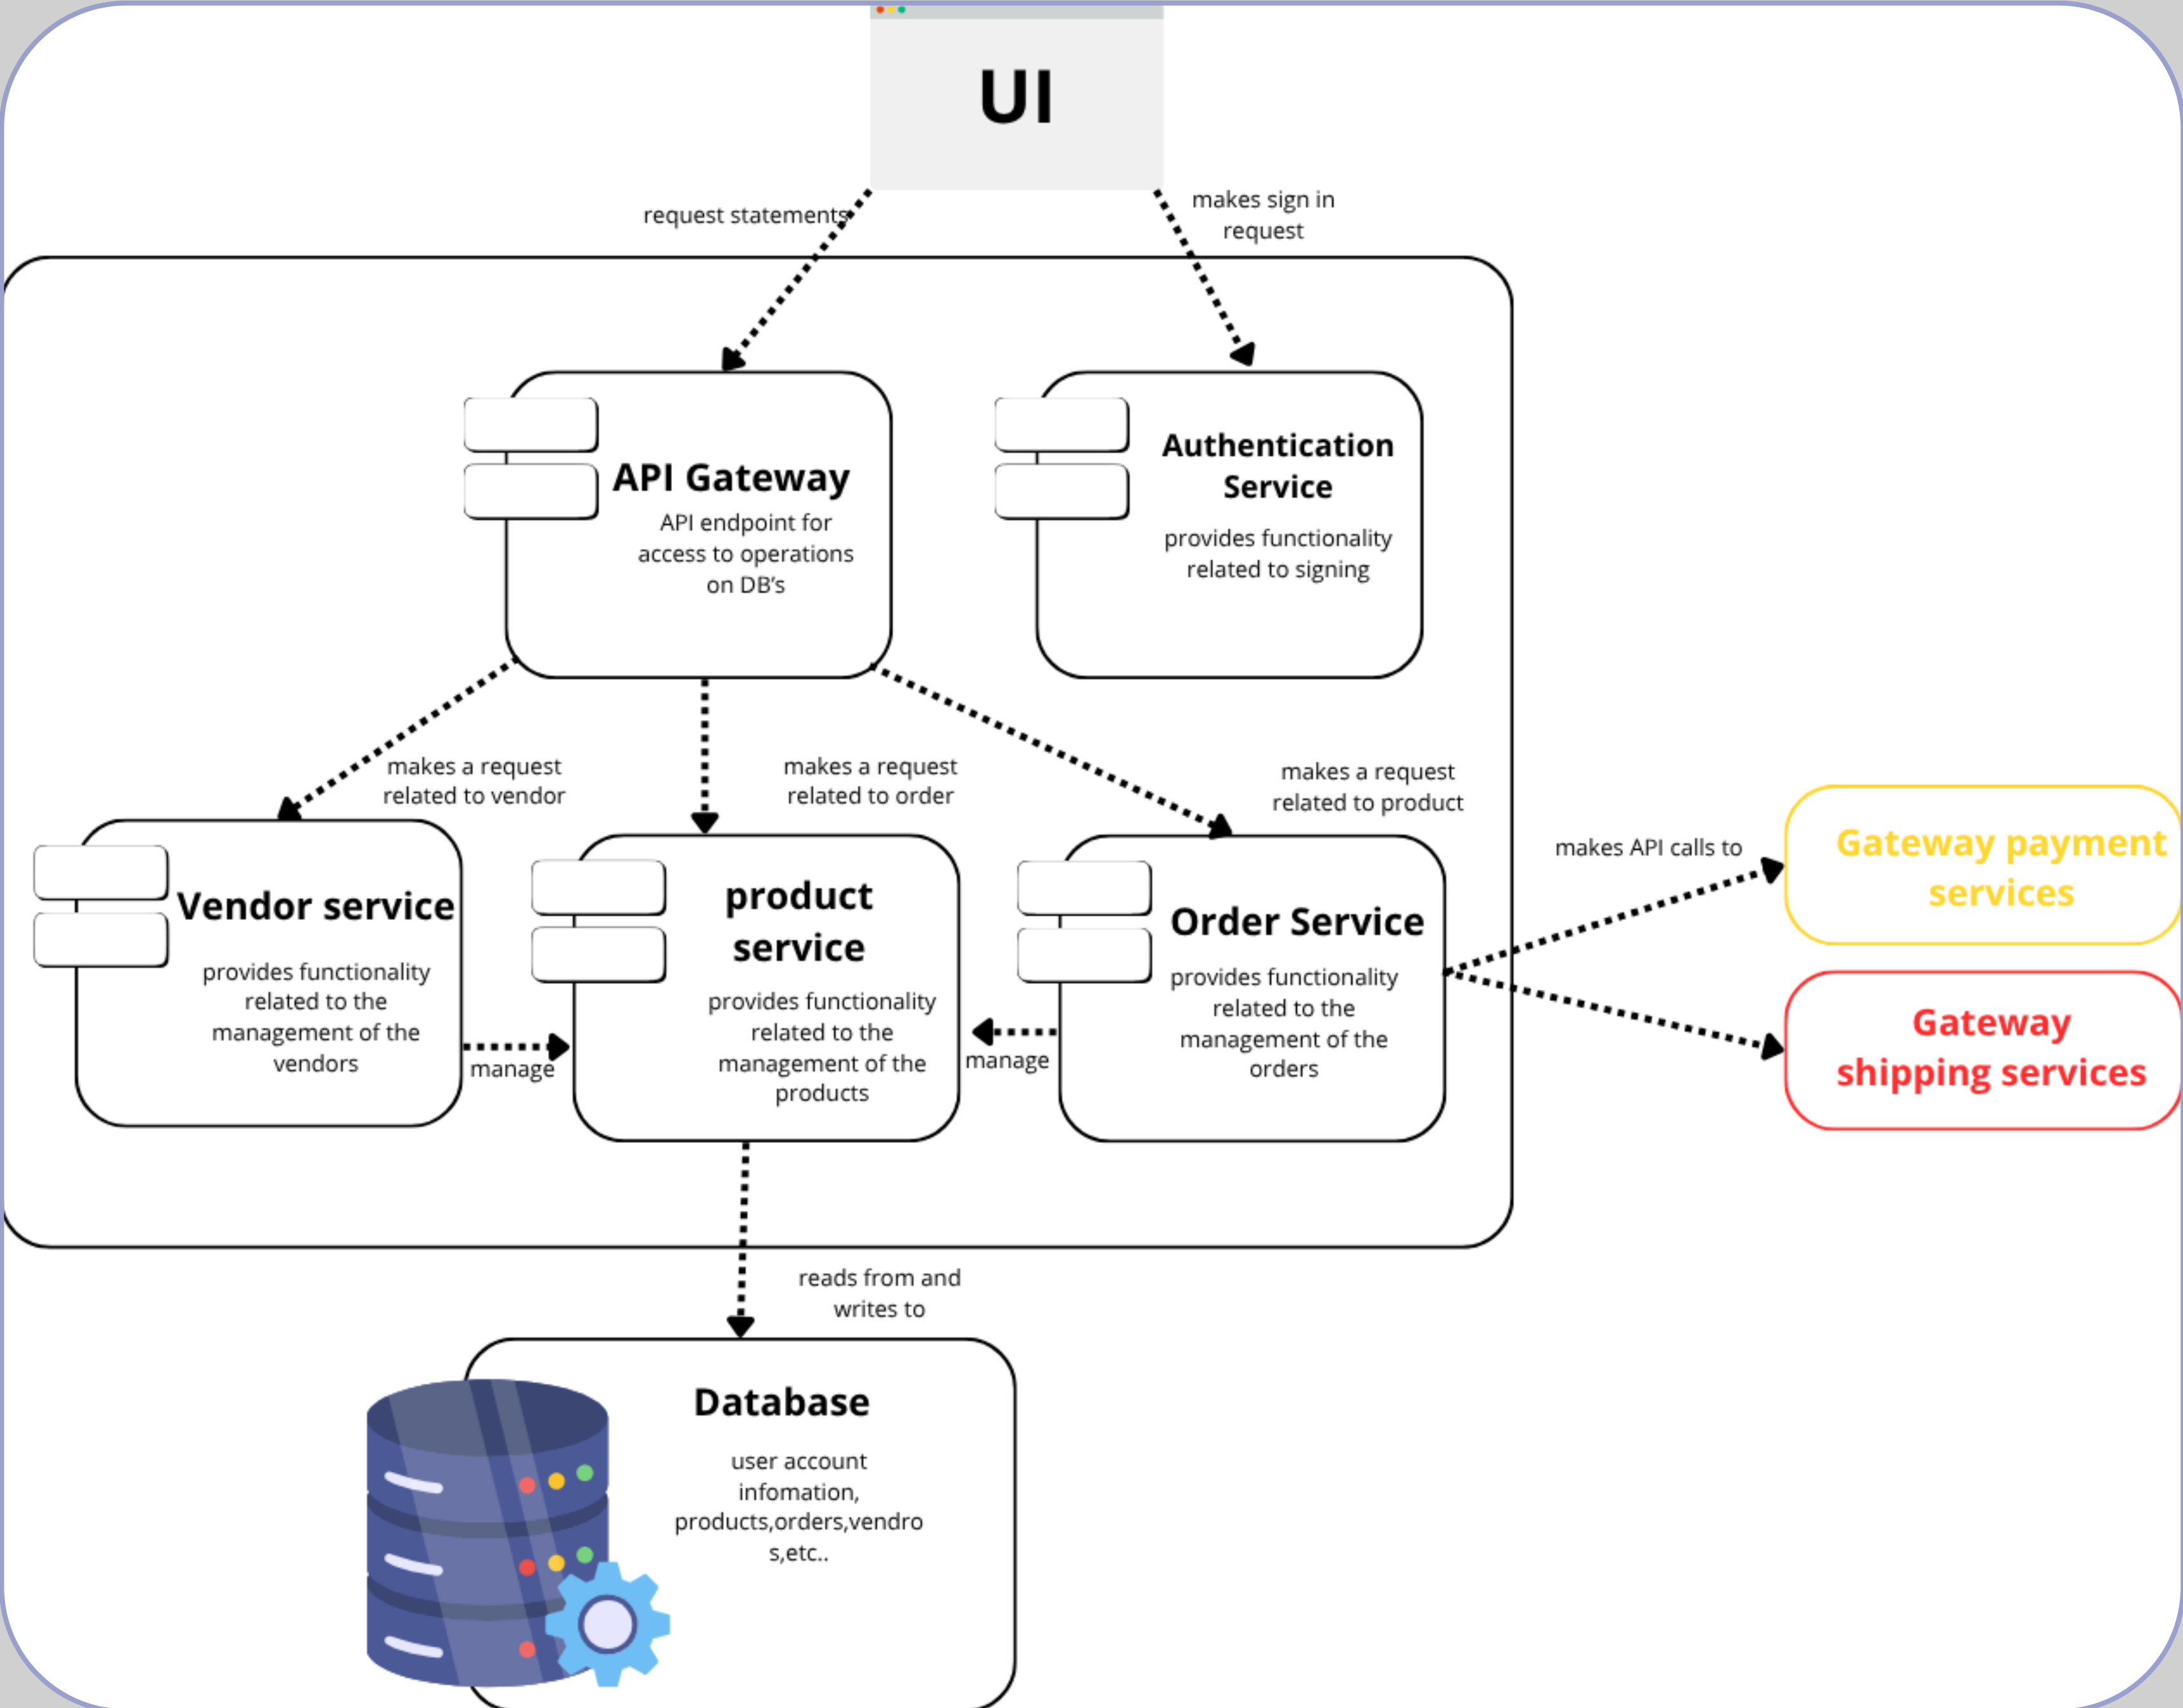 UI
request statements
makes sign in
request
API Gateway
API endpoint for
access to operations
on DB’s
Authentication
Service
provides functionality
related to signing
makes a request
related to vendor
makes a request
related to order
makes a request
related to product
Vendor service
provides functionality
related to the
management of the
vendors
manage
product
service
provides functionality
related to the
management of the
products
manage
Order Service
provides functionality
related to the
management of the
orders
makes API calls to
Gateway payment
services
Gateway
shipping services
reads from and
writes to
Database
user account
infomation,
products,orders,vendro
s,etc..